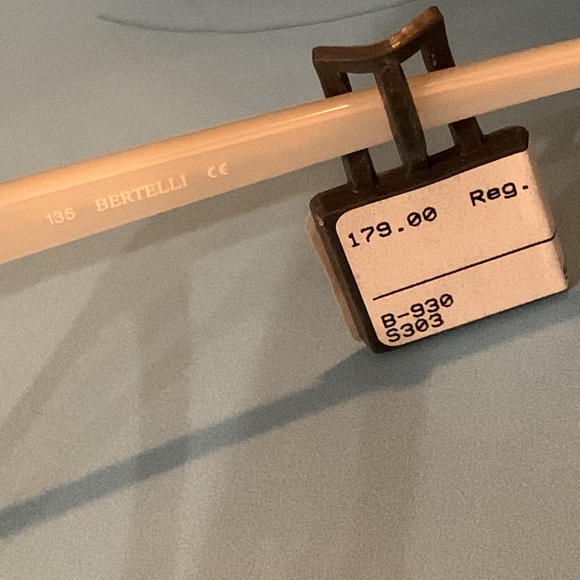 135 BERTELLI CE
179.00 Reg.
B-930
S303